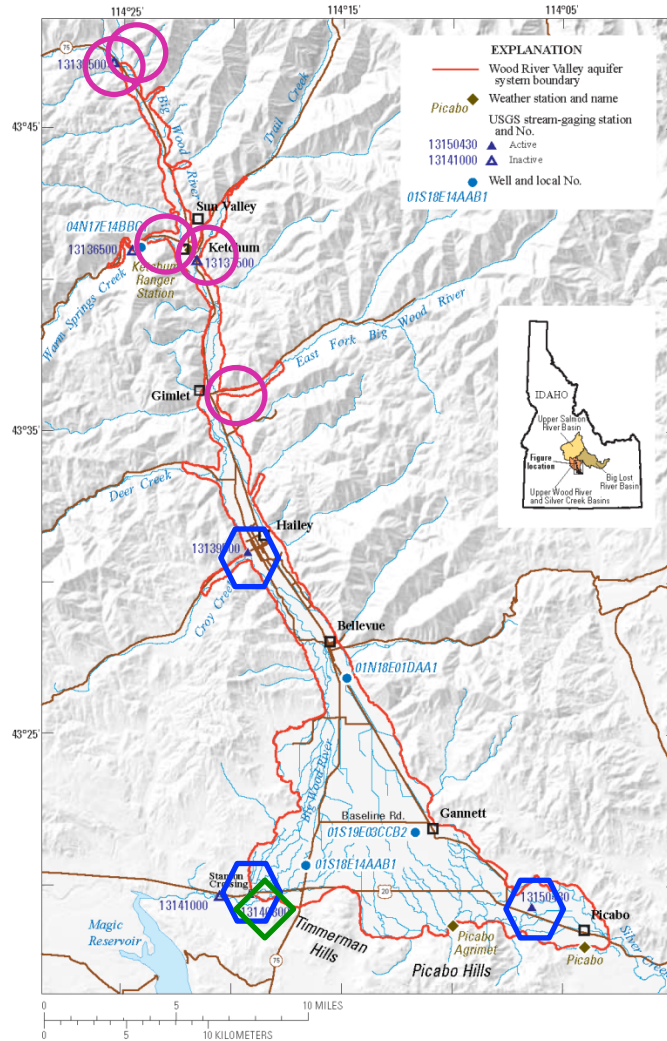 114°25'
114°15'
114°05'
75
Big Wood River
Trail Creek
43°45'
EXPLANATION
Wood River Valley aquifer
system boundary
Picabo
Weather station and name
USGS stream-gaging station
and No.
13150430
Active
13141000
Inactive
Well and local No.
01S18E14AAB1
Sun Valley
13136500
Ketchum
Ketchum
Ranger
Station
Warm Springs Creek
East Fork Big Wood River
Gimlet
43°35'
IDAHO
Upper Salmon
River Basin
Figure
location
Big Lost
River Basin
Upper Wood River
and Silver Creek Basins
Deer Creek
Hailey
Croy Creek
Bellevue
01N18E01DAA1
43°25'
Big Wood River
Gannett
Baseline Rd.
01S19E03CCB2
01S18E14AAB1
Stanton
Crossing
20
13141000
Magic
Reservoir
Timmerman
Hills
75
Picabo
Agrimet
Picabo Hills
Picabo
Picabo
Silver Creek
0 5 10 MILES
0 5 10 KILOMETERS